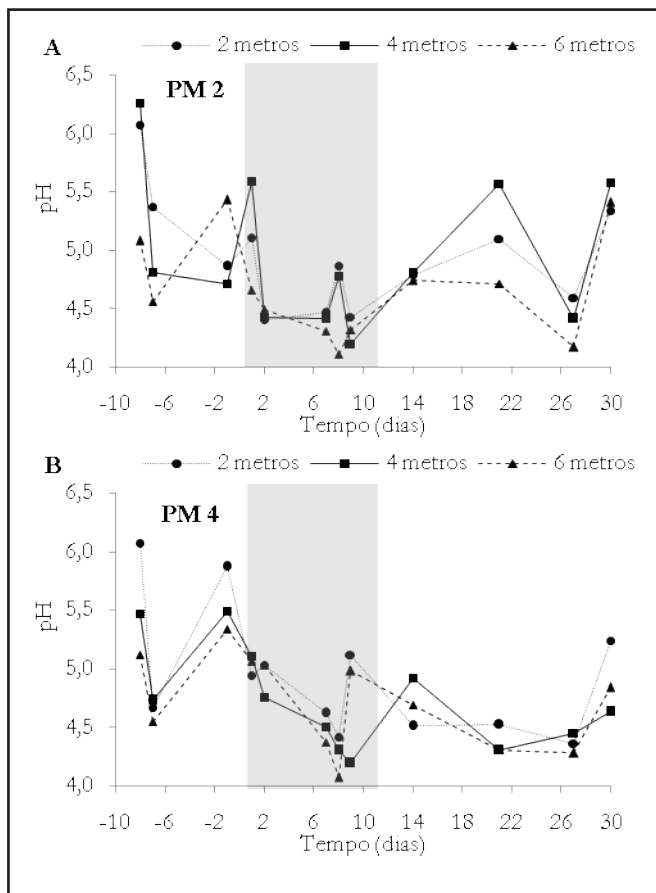 A 2 metros 4 metros 6 metros
PM 2
6,5
6,0
5,5
5,0
4,5
4,0
pH
-10 -6 -2 2 6 10 14 18 22 26 30
Tempo (dias)
B 2 metros 4 metros 6 metros
PM 4
6,5
6,0
5,5
5,0
4,5
4,0
pH
-10 -6 -2 2 6 10 14 18 22 26 30
Tempo (dias)